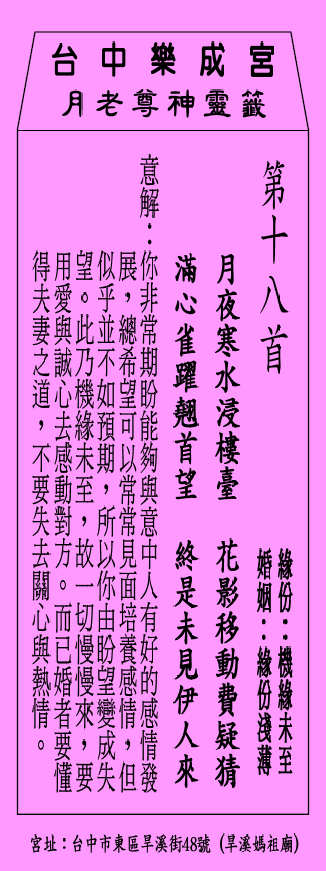 台中樂成宮
月老尊神靈籤
第十八首
緣份：機緣未至
婚姻：緣份淺薄
月夜寒水浸樓臺　花影移動費疑猜
滿心雀躍翹首望　終是未見伊人來
意解：你非常期盼能夠與意中人有好的感情發
展，總希望可以常常見面培養感情，但
似乎並不如預期，所以你由盼望變成失
望。此乃機緣未至，故一切慢慢來，要
用愛與誠心去感動對方。而已婚者要懂
得夫妻之道，不要失去關心與熱情。
宮址：台中市東區旱溪街48號（旱溪媽祖廟）